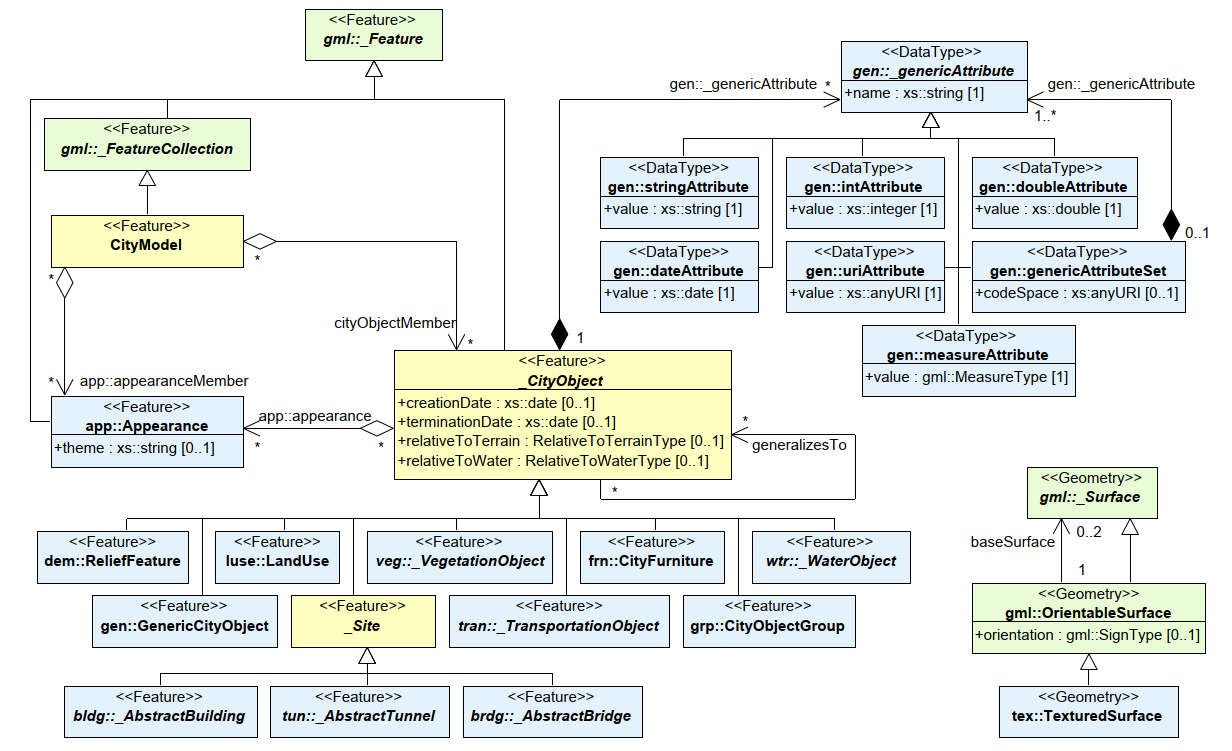 <<Feature>>
gml::_Feature
<<DataType>>
gen::_genericAttribute
+name : xs::string [1]
gen::_genericAttribute
*
gen::_genericAttribute
1..*
<<Feature>>
gml::_FeatureCollection
<<DataType>>
gen::stringAttribute
+value : xs::string [1]
<<DataType>>
gen::intAttribute
+value : xs::integer [1]
<<DataType>>
gen::doubleAttribute
+value : xs::double [1]
<<Feature>>
CityModel
*
*
0..1
<<DataType>>
gen::dateAttribute
+value : xs::date [1]
<<DataType>>
gen::uriAttribute
+value : xs::anyURI [1]
<<DataType>>
gen::genericAttributeSet
+codeSpace : xs:anyURI [0..1]
<<DataType>>
gen::measureAttribute
+value : gml::MeasureType [1]
cityObjectMember
*
1
<<Feature>>
_CityObject
+creationDate : xs::date [0..1]
+terminationDate : xs::date [0..1]
+relativeToTerrain : RelativeToTerrainType [0..1]
+relativeToWater : RelativeToWaterType [0..1]
*
app::appearanceMember
<<Feature>>
app::Appearance
+theme : xs::string [0..1]
app::appearance
*
*
*
generalizesTo
*
<<Geometry>>
gml::_Surface
baseSurface
0..2
1
<<Geometry>>
gml::OrientableSurface
+orientation : gml::SignType [0..1]
<<Geometry>>
tex::TexturedSurface
<<Feature>>
dem::ReliefFeature
<<Feature>>
luse::LandUse
<<Feature>>
veg::_VegetationObject
<<Feature>>
frn::CityFurniture
<<Feature>>
wtr::_WaterObject
<<Feature>>
gen::GenericCityObject
<<Feature>>
_Site
<<Feature>>
tran::_TransportationObject
<<Feature>>
grp::CityObjectGroup
<<Feature>>
bldg::_AbstractBuilding
<<Feature>>
tun::_AbstractTunnel
<<Feature>>
brdg::_AbstractBridge